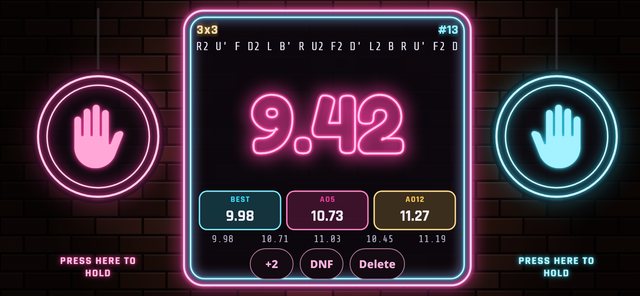 3x3 #13
R2 U' F D2 L B' R U2 F2 D' L2 B R U' F2 D
9.42
BEST AO5 AO12
9.98 10.73 11.27
9.98 10.71 11.03 10.45 11.19
+2 DNF Delete
PRESS HERE TO
HOLD
PRESS HERE TO
HOLD